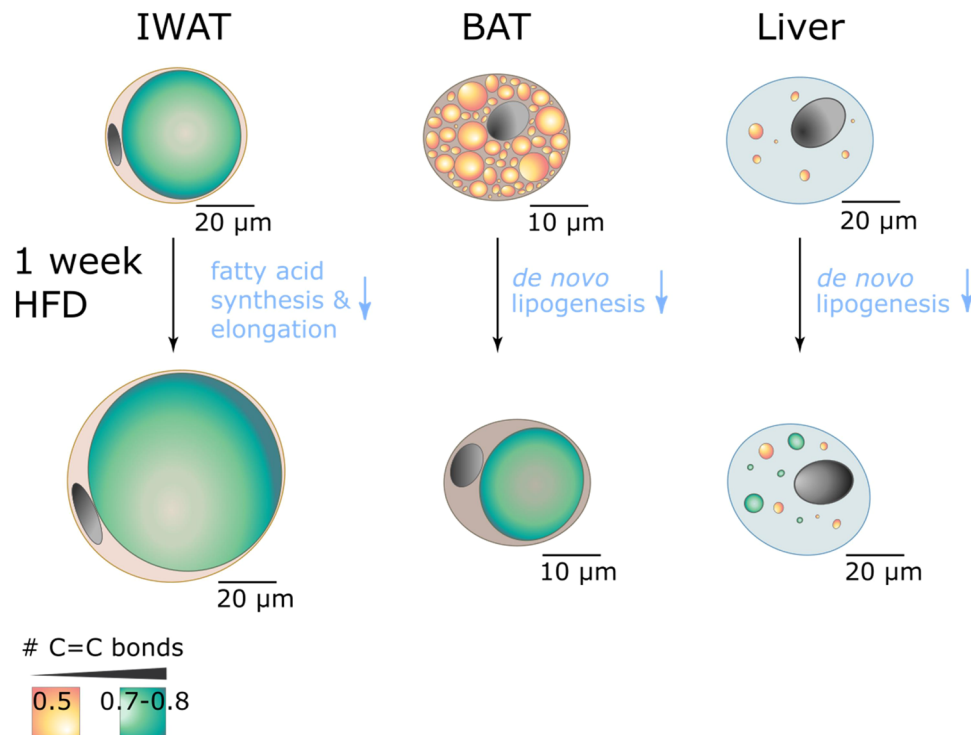 IWAT
BAT
Liver
20 µm
10 µm
20 µm
1 week
HFD
fatty acid
synthesis &
elongation
de novo
lipogenesis
de novo
lipogenesis
20 µm
10 µm
20 µm
# C=C bonds
0.5
0.7-0.8